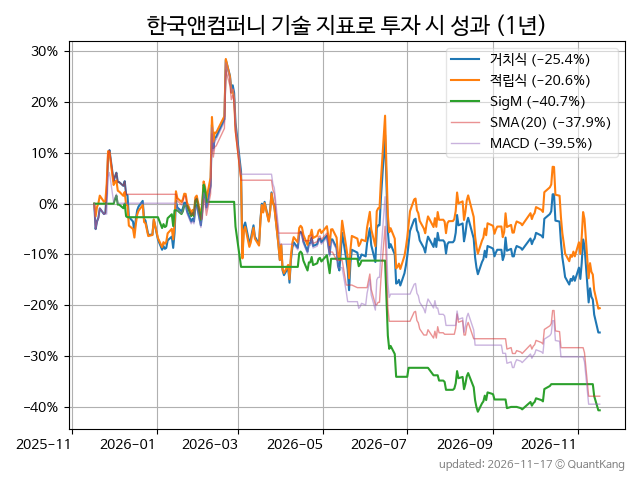 한국앤컴퍼니 기술 지표로 투자 시 성과 (1년)
30%
20%
10%
0%
−10%
−20%
−30%
−40%
거치식 (−25.4%)
적립식 (−20.6%)
SigM (−40.7%)
SMA(20) (−37.9%)
MACD (−39.5%)
2025-11
2026-01
2026-03
2026-05
2026-07
2026-09
2026-11
updated: 2026-11-17 © QuantKang